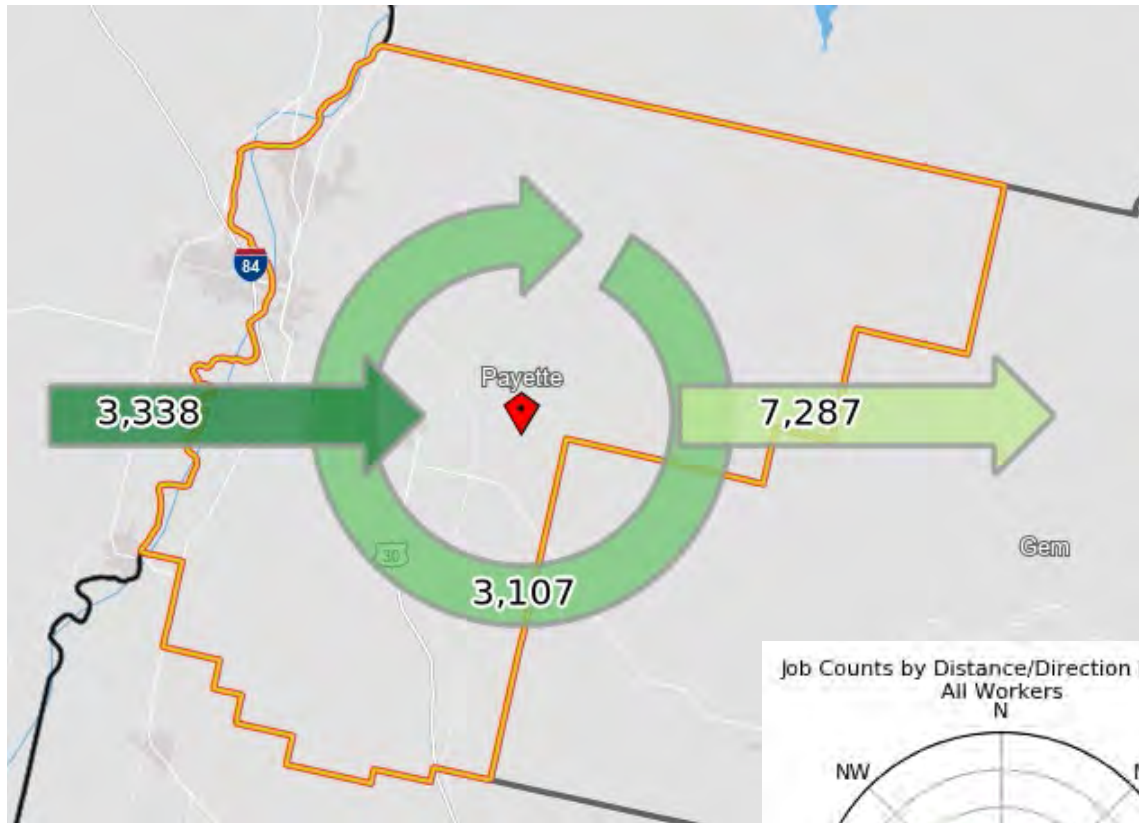 84
Payette
3,338
7,287
30
Gem
3,107
Job Counts by Distance/Direction
All Workers
N
NW